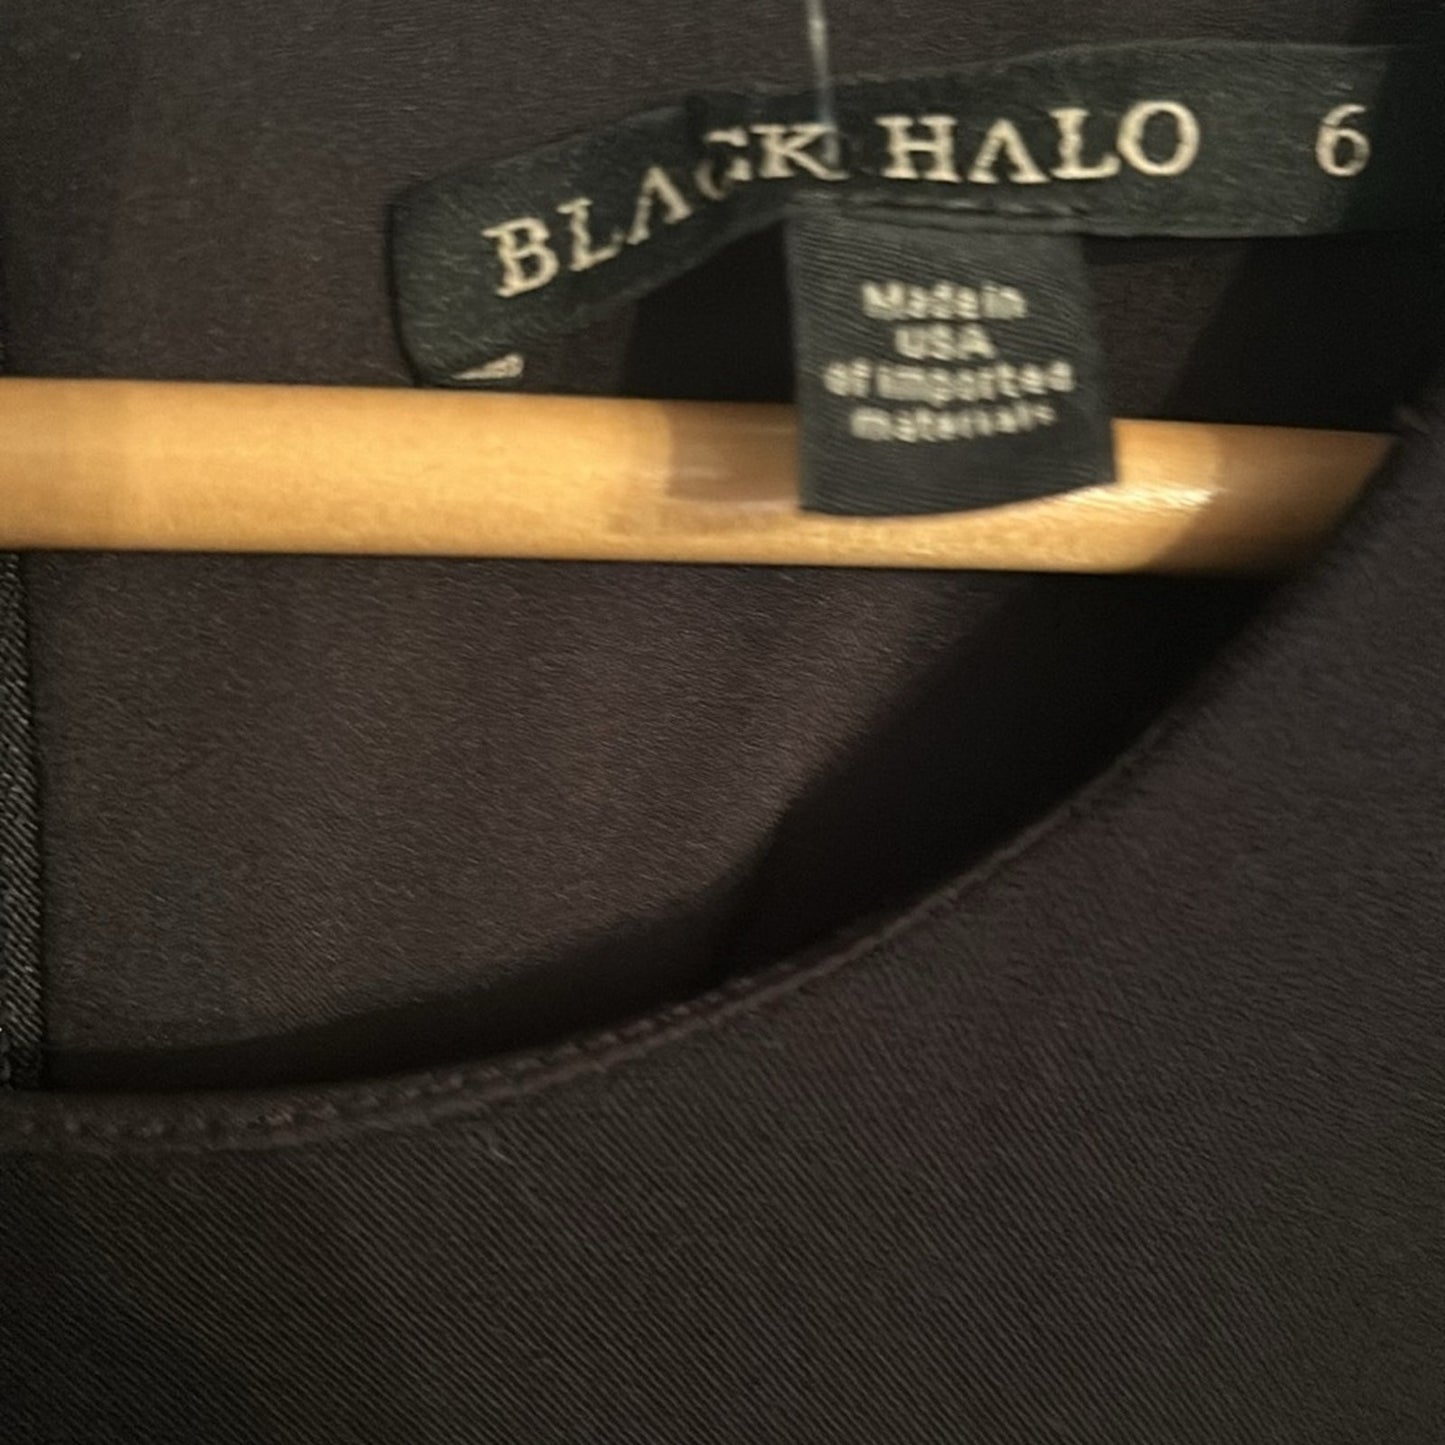 BLACK HALO 6
Made in
USA
of imported
materials